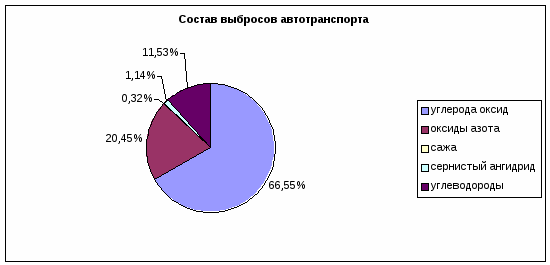 Состав выбросов автотранспорта
11,53%
1,14%
0,32%
20,45%
66,55%
углерода оксид
оксиды азота
сажа
сернистый ангидрид
углеводороды